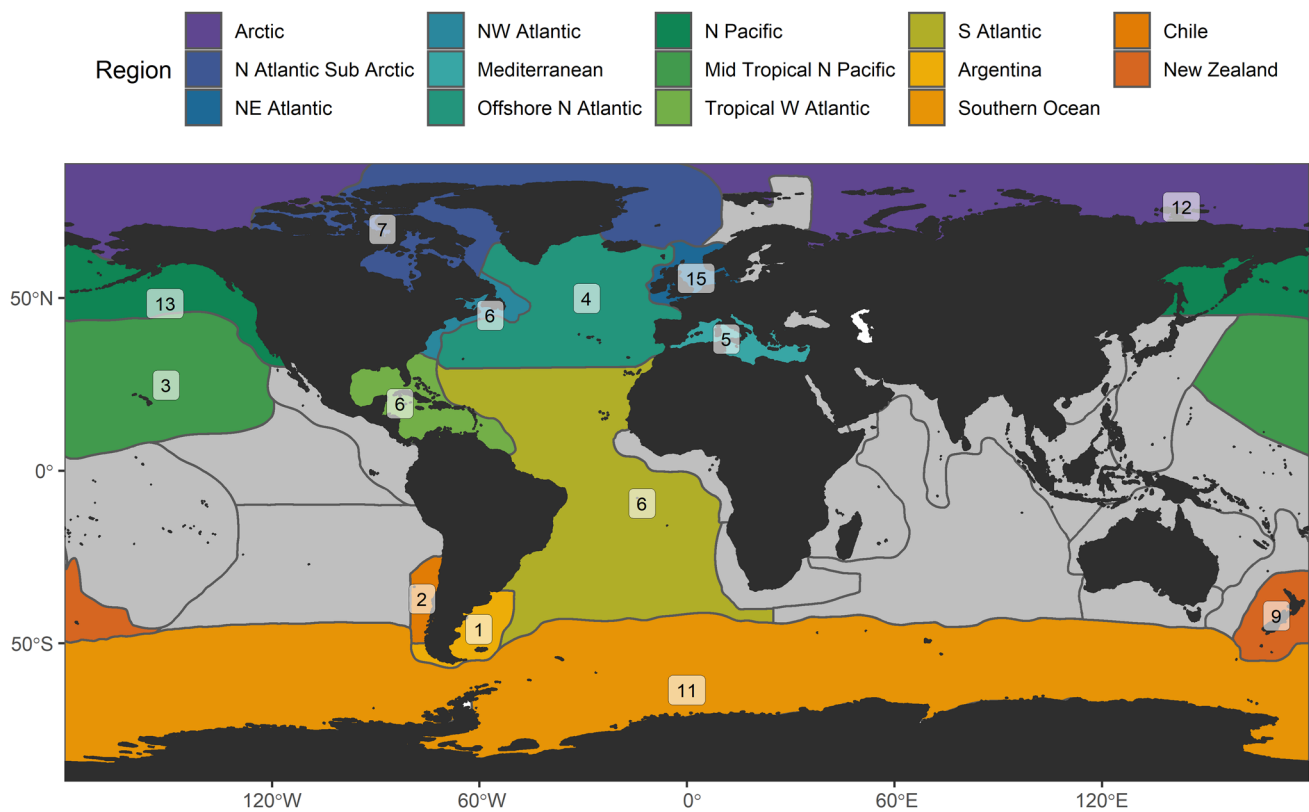 Arctic NW Atlantic N Pacific S Atlantic Chile
Region N Atlantic Sub Arctic Mediterranean Mid Tropical N Pacific Argentina New Zealand
NE Atlantic Offshore N Atlantic Tropical W Atlantic Southern Ocean
12
7
15
50°N 13 4
6
5
3
6
0°
6
2
9
50°S 1
11
120°W 60°W 0° 60°E 120°E